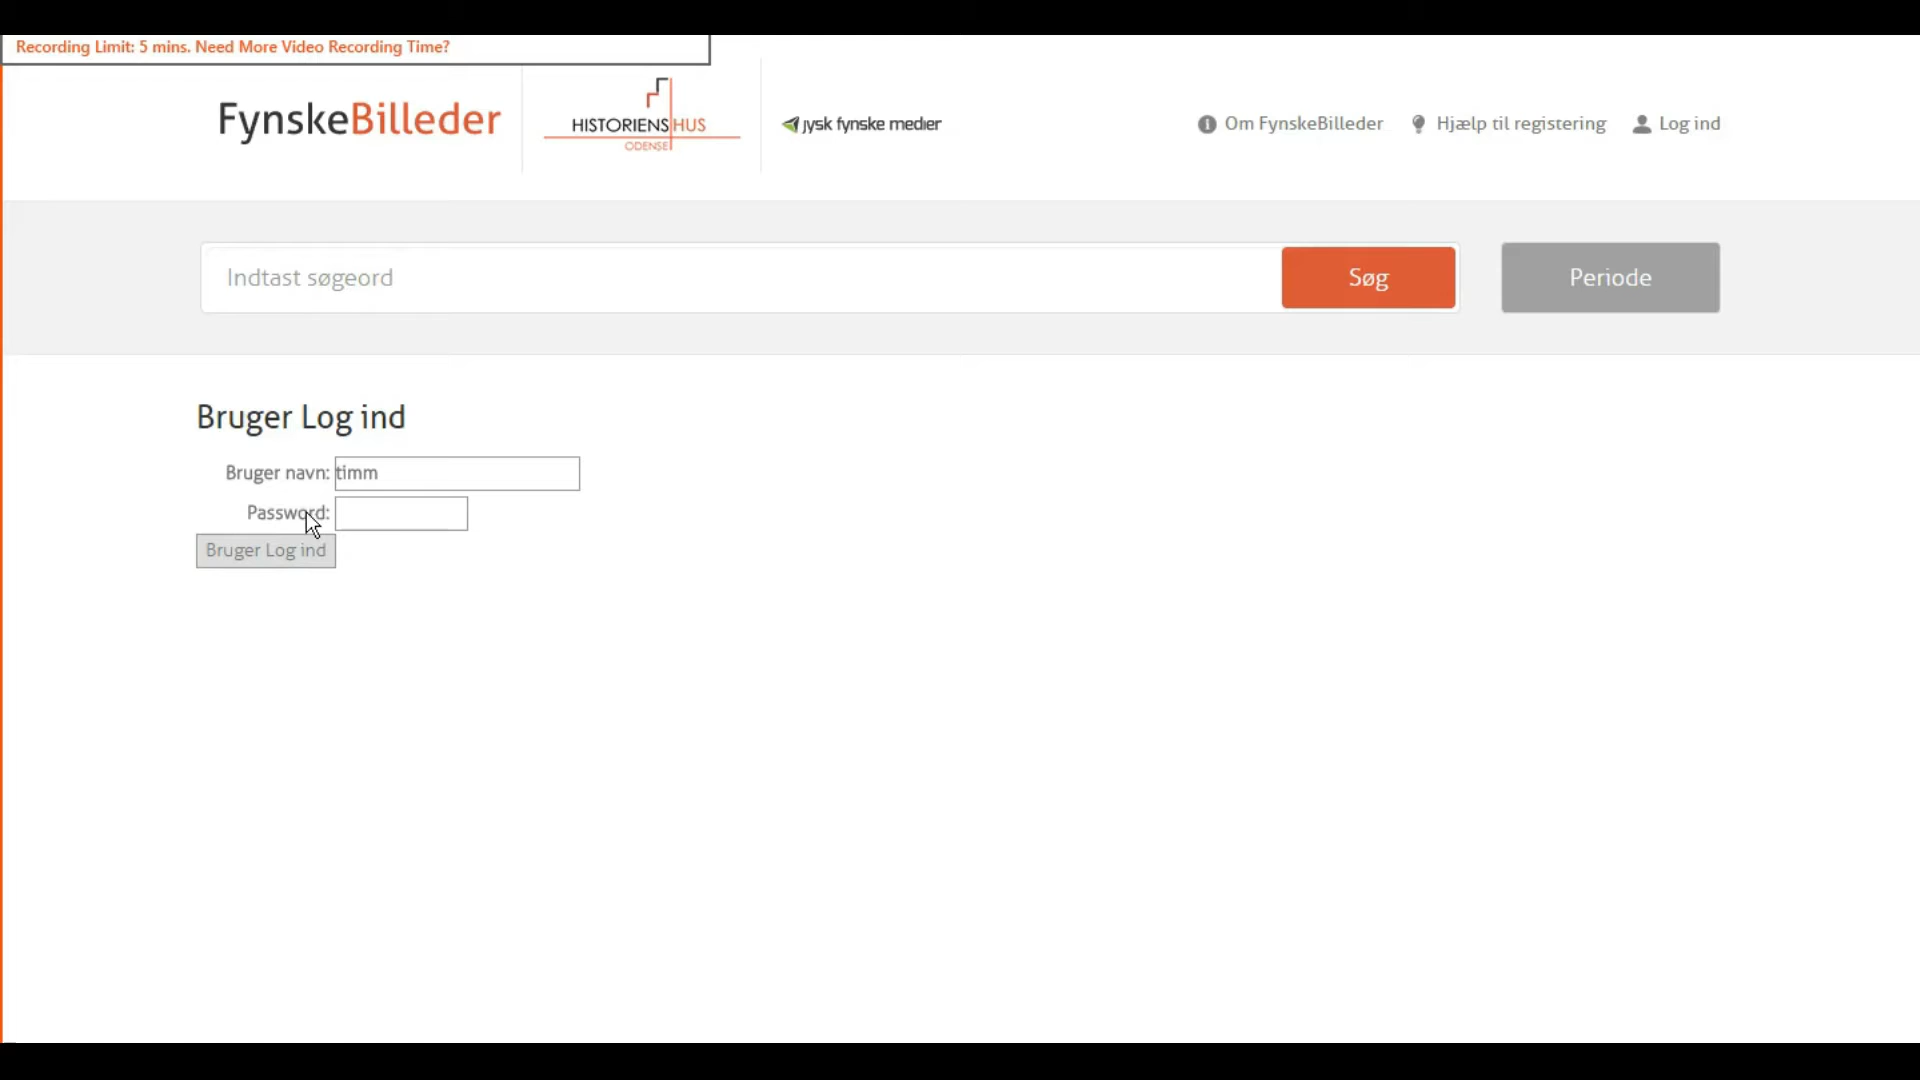 Recording Limit: 5 mins. Need More Video Recording Time?
FynskeBilleder
HISTORIENS HUS
ODENSE
jysk fynske medier
Om FynskeBilleder
Hjælp til registering
Log ind
Indtast søgeord
Søg
Periode
Bruger Log ind
Bruger navn: timm
Password:
Bruger Log ind